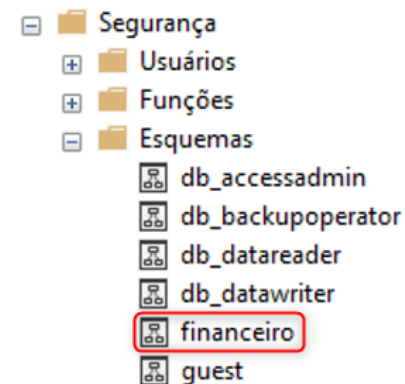 Segurança
Usuários
Funções
Esquemas
db_accessadmin
db_backupoperator
db_datareader
db_datawriter
financeiro
guest